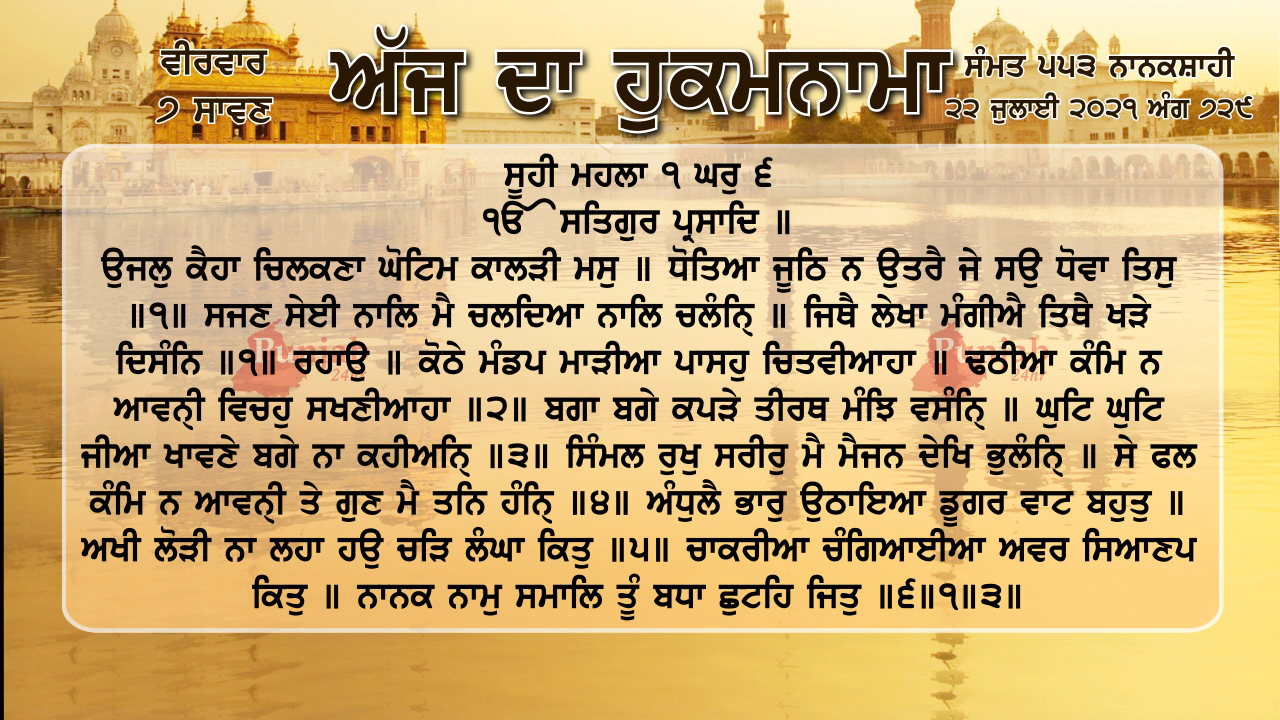 ਵੀਰਵਾਰ
੭ ਸਾਵਣ
ਅੱਜ ਦਾ ਹੁਕਮਨਾਮਾ
ਸੰਮਤ ੫੫੩ ਨਾਨਕਸ਼ਾਹੀ
੨੨ ਜੁਲਾਈ ੨੦੨੧ ਅੰਗ ੭੨੯
ਸੂਹੀ ਮਹਲਾ ੧ ਘਰੁ ੬
ੴ ਸਤਿਗੁਰ ਪ੍ਰਸਾਦਿ ॥
ਉਜਲੁ ਕੈਹਾ ਚਿਲਕਣਾ ਘੋਟਿਮ ਕਾਲੜੀ ਮਸੁ ॥ ਧੋਤਿਆ ਜੂਠਿ ਨ ਉਤਰੈ ਜੇ ਸਉ ਧੋਵਾ ਤਿਸੁ
॥੧॥ ਸਜਣ ਸੇਈ ਨਾਲਿ ਮੈ ਚਲਦਿਆ ਨਾਲਿ ਚਲੰਨਿ੍ ॥ ਜਿਥੈ ਲੇਖਾ ਮੰਗੀਐ ਤਿਥੈ ਖੜੇ
ਦਿਸੰਨਿ ॥੧॥ ਰਹਾਉ ॥ ਕੋਠੇ ਮੰਡਪ ਮਾੜੀਆ ਪਾਸਹੁ ਚਿਤਵੀਆਹਾ ॥ ਢਠੀਆ ਕੰਮਿ ਨ
ਆਵਨੀ੍ ਵਿਚਹੁ ਸਖਣੀਆਹਾ ॥੨॥ ਬਗਾ ਬਗੇ ਕਪੜੇ ਤੀਰਥ ਮੰਝਿ ਵਸੰਨਿ੍ ॥ ਘੁਟਿ ਘੁਟਿ
ਜੀਆ ਖਾਵਣੇ ਬਗੇ ਨਾ ਕਹੀਅਨਿ੍ ॥੩॥ ਸਿੰਮਲ ਰੁਖੁ ਸਰੀਰੁ ਮੈ ਮੈਜਨ ਦੇਖਿ ਭੁਲੰਨਿ੍ ॥ ਸੇ ਫਲ
ਕੰਮਿ ਨ ਆਵਨੀ੍ ਤੇ ਗੁਣ ਮੈ ਤਨਿ ਹੰਨਿ੍ ॥੪॥ ਅੰਧੁਲੈ ਭਾਰੁ ਉਠਾਇਆ ਡੂਗਰ ਵਾਟ ਬਹੁਤੁ ॥
ਅਖੀ ਲੋੜੀ ਨਾ ਲਹਾ ਹਉ ਚੜਿ ਲੰਘਾ ਕਿਤੁ ॥੫॥ ਚਾਕਰੀਆ ਚੰਗਿਆਈਆ ਅਵਰ ਸਿਆਣਪ
ਕਿਤੁ ॥ ਨਾਨਕ ਨਾਮੁ ਸਮਾਲਿ ਤੂੰ ਬਧਾ ਛੁਟਹਿ ਜਿਤੁ ॥੬॥੧॥੩॥